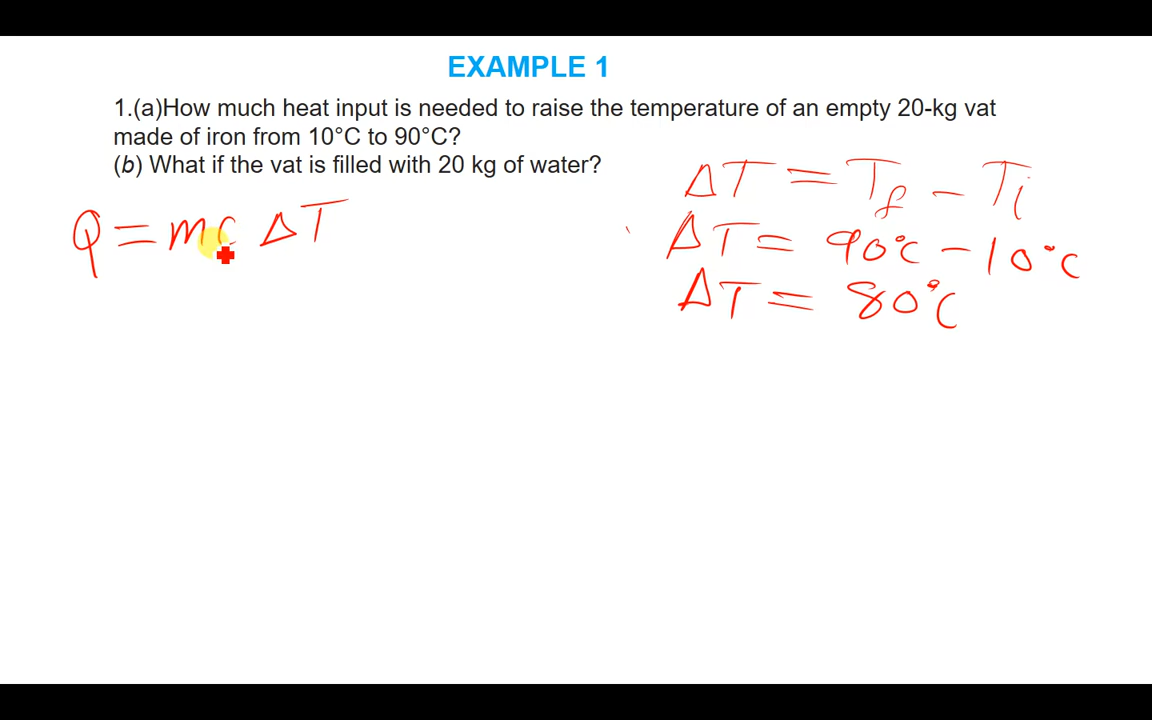 EXAMPLE 1
1.(a)How much heat input is needed to raise the temperature of an empty 20-kg vat
made of iron from 10°C to 90°C?
(b) What if the vat is filled with 20 kg of water?
Q = mc ΔT
ΔT = Tf - Ti
ΔT = 90°C - 10°C
ΔT = 80°C